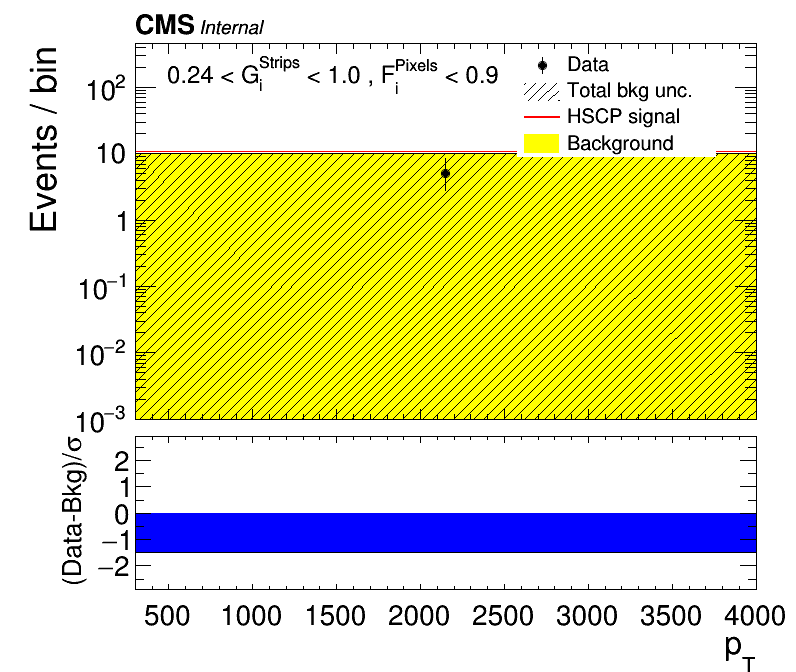 CMS Internal
0.24 < G_i^Strips < 1.0 , F_i^Pixels < 0.9
Data
Total bkg unc.
HSCP signal
Background
Events / bin
10²
10
1
10⁻¹
10⁻²
10⁻³
(Data-Bkg)/σ
2
1
0
−1
−2
500 1000 1500 2000 2500 3000 3500 4000
p_T